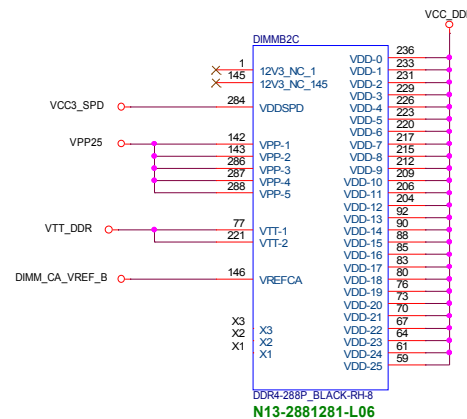 VCC_DD
DIMMB2C
1 12V3_NC_1
145 12V3_NC_145
VCC3_SPD 284 VDDSPD
VPP25 142 VPP-1
143 VPP-2
286 VPP-3
287 VPP-4
288 VPP-5
VTT_DDR 77 VTT-1
221 VTT-2
DIMM_CA_VREF_B 146 VREFCA
X3 X3
X2 X2
X1 X1
VDD-0 236
VDD-1 233
VDD-2 231
VDD-3 229
VDD-4 226
VDD-5 223
VDD-6 220
VDD-7 217
VDD-8 215
VDD-9 212
VDD-10 209
VDD-11 206
VDD-12 204
VDD-13 92
VDD-14 90
VDD-15 88
VDD-16 85
VDD-17 83
VDD-18 80
VDD-19 76
VDD-20 73
VDD-21 70
VDD-22 67
VDD-23 64
VDD-24 61
VDD-25 59
DDR4-288P_BLACK-RH-8
N13-2881281-L06